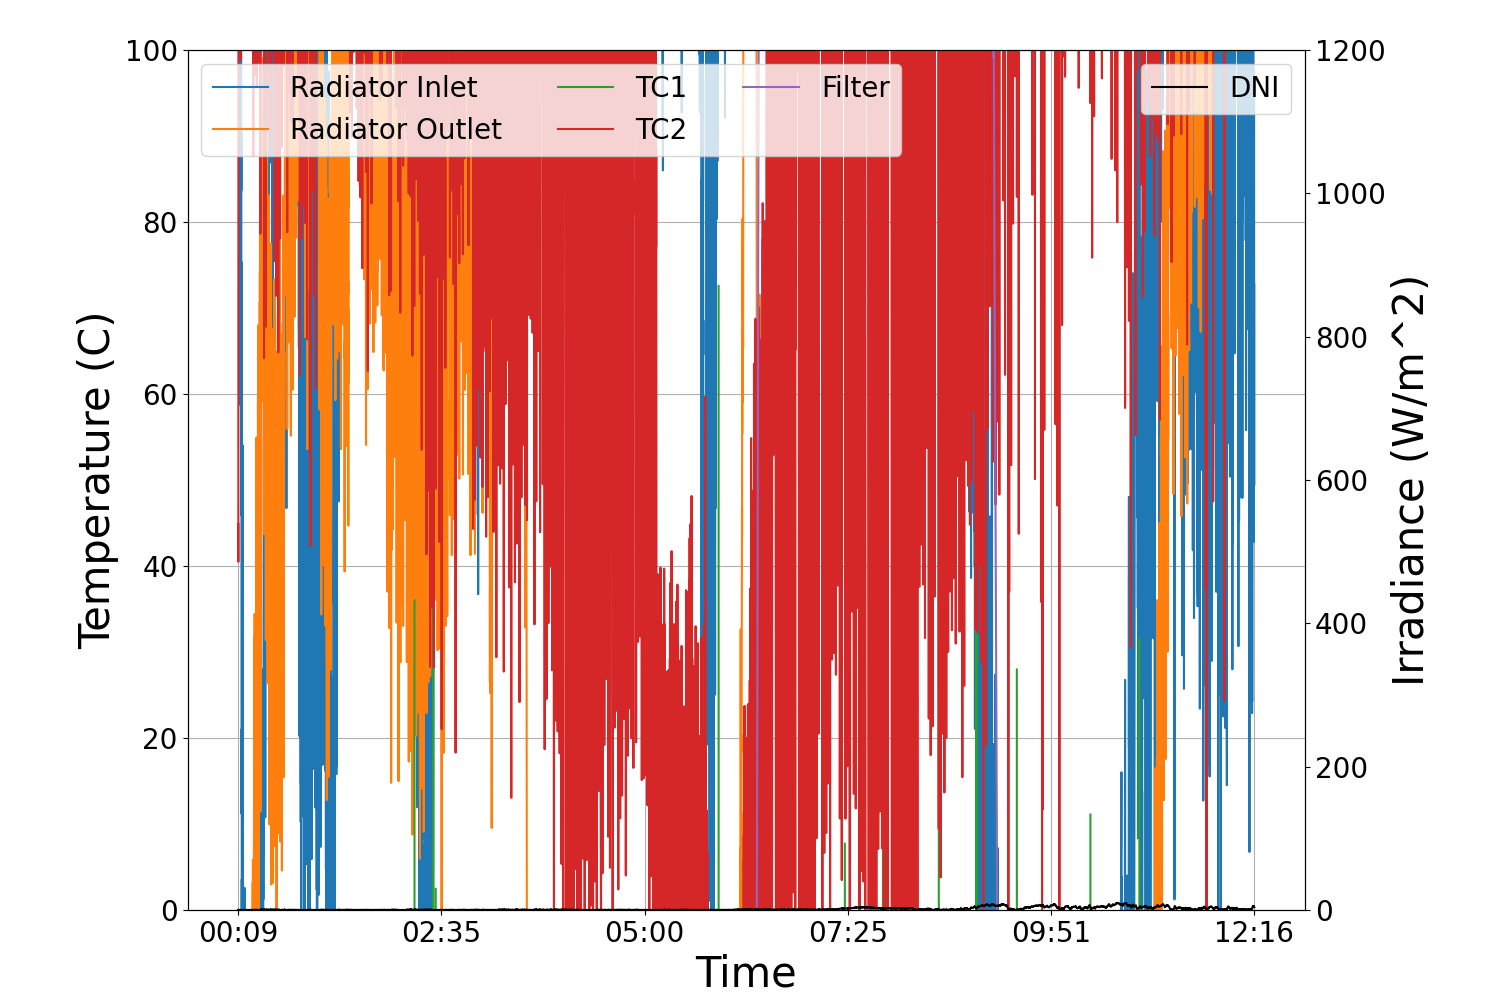 100
80
60
40
20
0
Temperature (C)
Radiator Inlet
Radiator Outlet
TC1
TC2
Filter
DNI
1200
1000
800
600
400
200
0
Irradiance (W/m^2)
00:09
02:35
05:00
07:25
09:51
12:16
Time